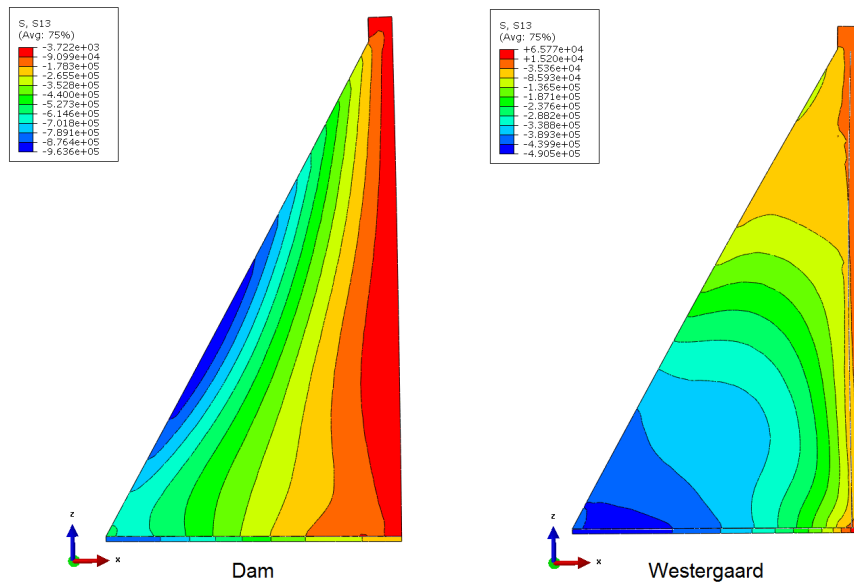 S, S13
(Avg: 75%)
-3.722e+03
-9.099e+04
-1.783e+05
-2.655e+05
-3.528e+05
-4.400e+05
-5.273e+05
-6.146e+05
-7.018e+05
-7.891e+05
-8.764e+05
-9.636e+05
z
x
Dam
S, S13
(Avg: 75%)
+6.577e+04
+1.520e+04
-3.536e+04
-8.593e+04
-1.365e+05
-1.871e+05
-2.376e+05
-2.882e+05
-3.388e+05
-3.893e+05
-4.399e+05
-4.905e+05
z
x
Westergaard